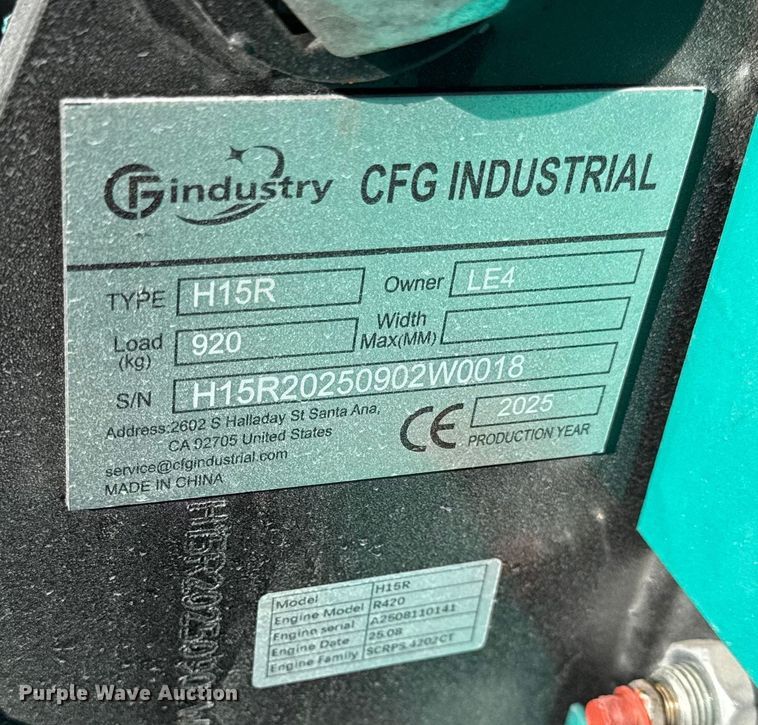 CFindustry CFG INDUSTRIAL
TYPE H15R Owner LE4
Load (kg) 920 Width Max(MM)
S/N H15R20250902W0018
Address:2602 S Halladay St Santa Ana,
CA 92705 United States
service@cfgindustrial.com
MADE IN CHINA
CE 2025
PRODUCTION YEAR
H15R2025090
Model H15R
Engine Model R420
Engine serial A2508110141
Engine Date 25.08
Engine Family SCRPS.4202CT
Purple Wave Auction